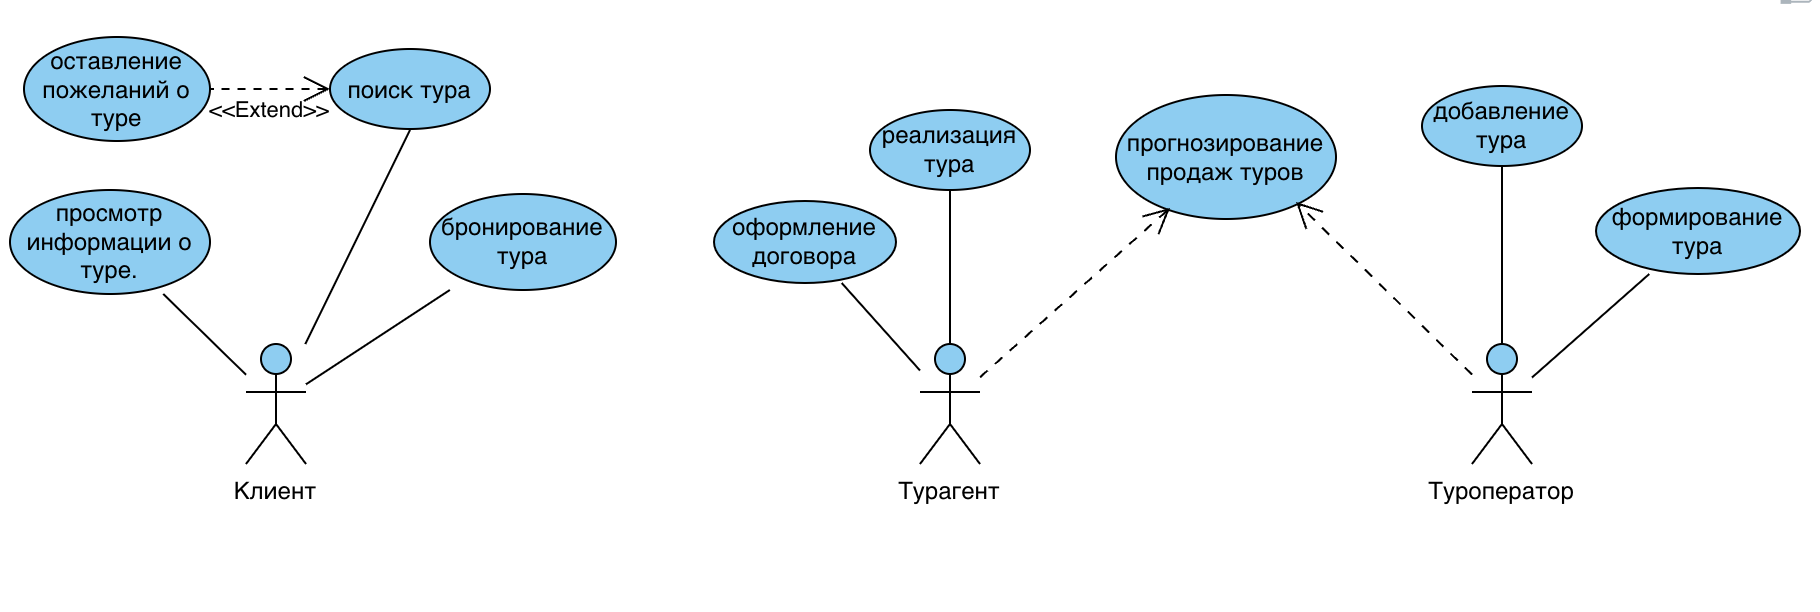 оставление
пожеланий о
туре
<<Extend>>
поиск тура
просмотр
информации о
туре.
бронирование
тура
Клиент
реализация
тура
оформление
договора
прогнозирование
продаж туров
Турагент
добавление
тура
формирование
тура
Туроператор